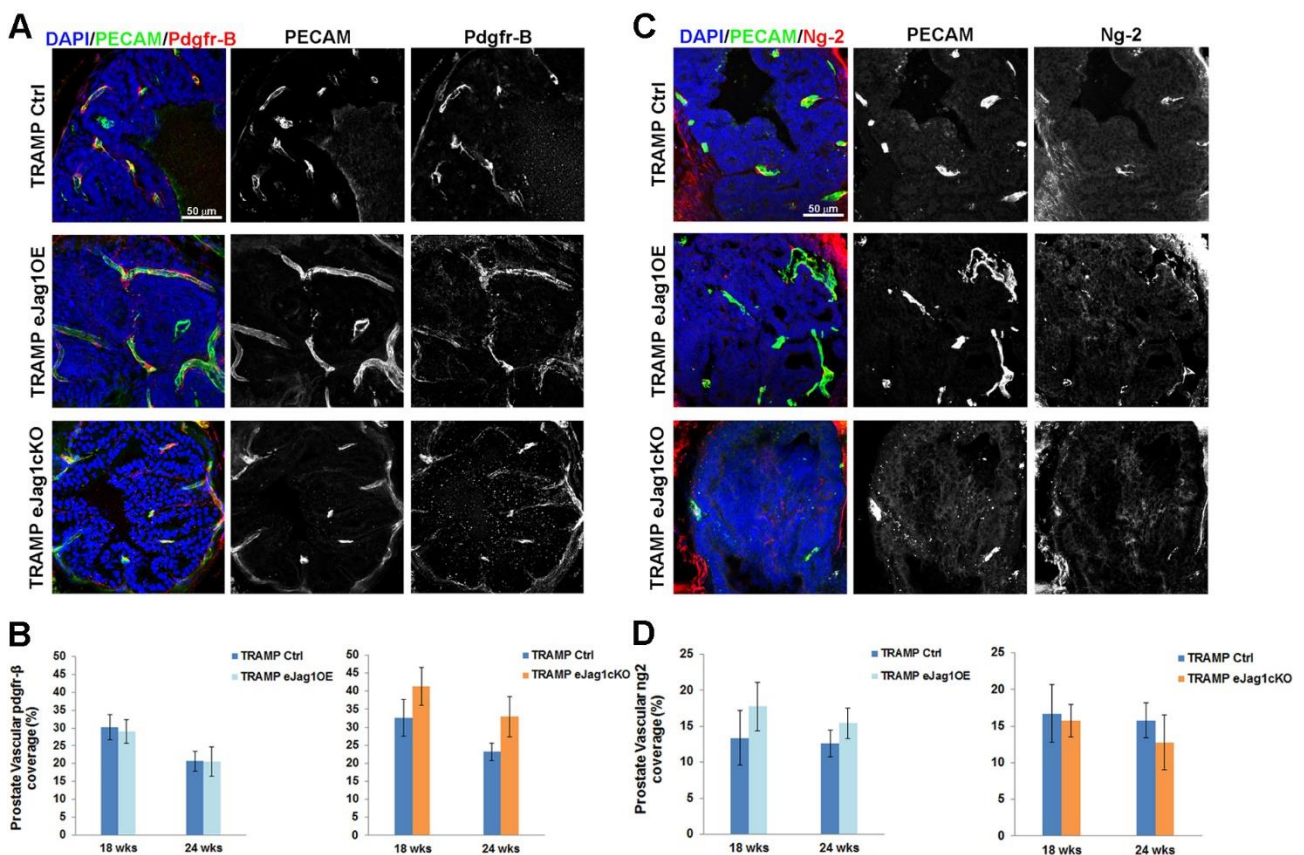 A
DAPI/PECAM/Pdgfr-B
PECAM
Pdgfr-B
TRAMP Ctrl
50 µm
TRAMP eJag1OE
TRAMP eJag1cKO
C
DAPI/PECAM/Ng-2
PECAM
Ng-2
TRAMP Ctrl
50 µm
TRAMP eJag1OE
TRAMP eJag1cKO
B
Prostate Vascular pdgfr-β
coverage (%)
50
45
40
35
30
25
20
15
10
5
0
TRAMP Ctrl
TRAMP eJag1OE
18 wks
24 wks
50
45
40
35
30
25
20
15
10
5
0
TRAMP Ctrl
TRAMP eJag1cKO
18 wks
24 wks
D
Prostate Vascular ng2
coverage (%)
25
20
15
10
5
0
TRAMP Ctrl
TRAMP eJag1OE
18 wks
24 wks
25
20
15
10
5
0
TRAMP Ctrl
TRAMP eJag1cKO
18 wks
24 wks